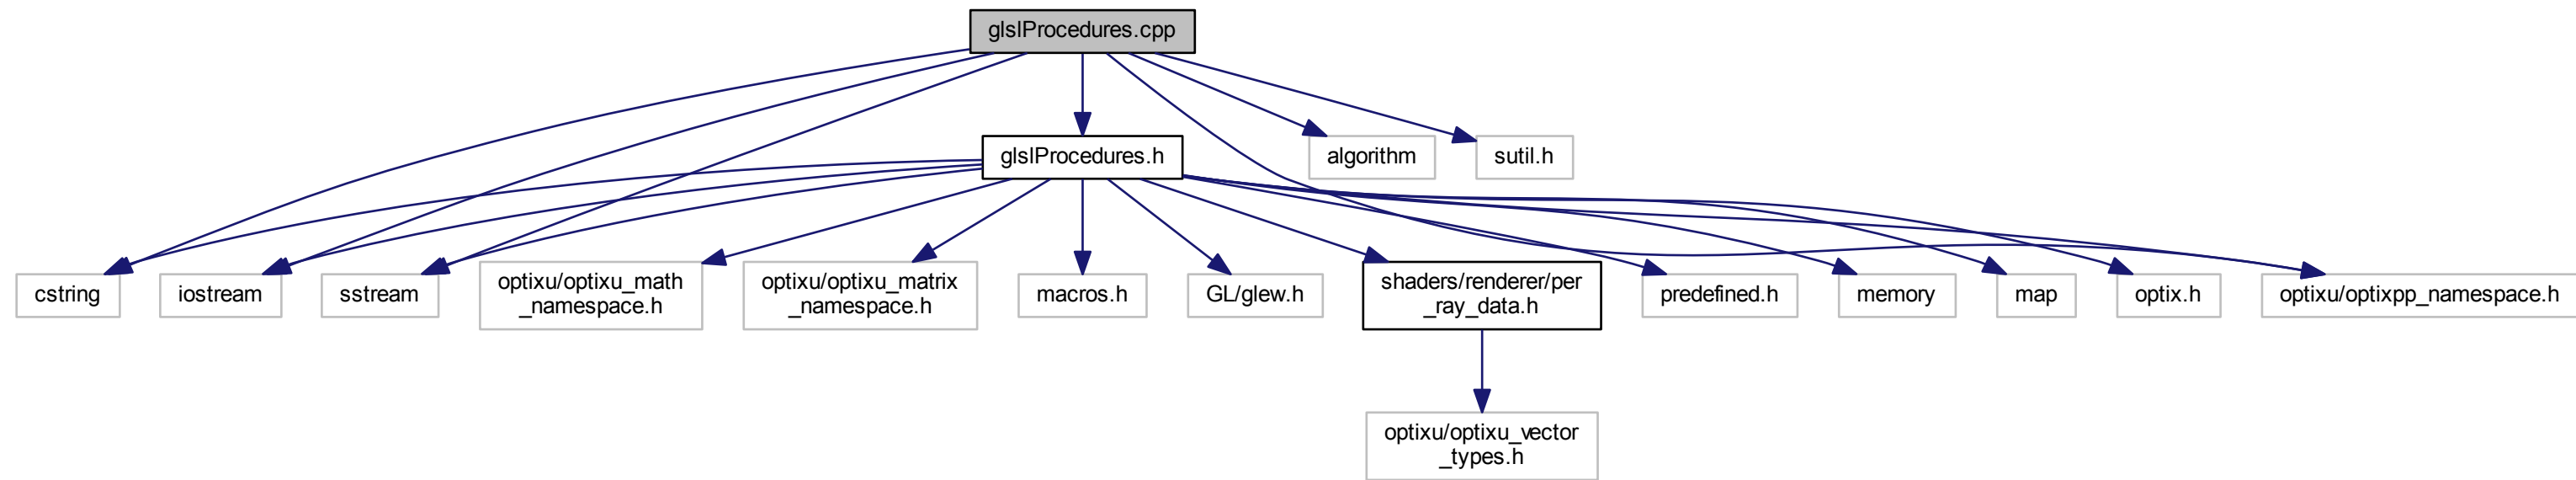 glslProcedures.cpp
glslProcedures.h
algorithm
sutil.h
cstring
iostream
sstream
optixu/optixu_math
_namespace.h
optixu/optixu_matrix
_namespace.h
macros.h
GL/glew.h
shaders/renderer/per
_ray_data.h
predefined.h
memory
map
optix.h
optixu/optixpp_namespace.h
optixu/optixu_vector
_types.h